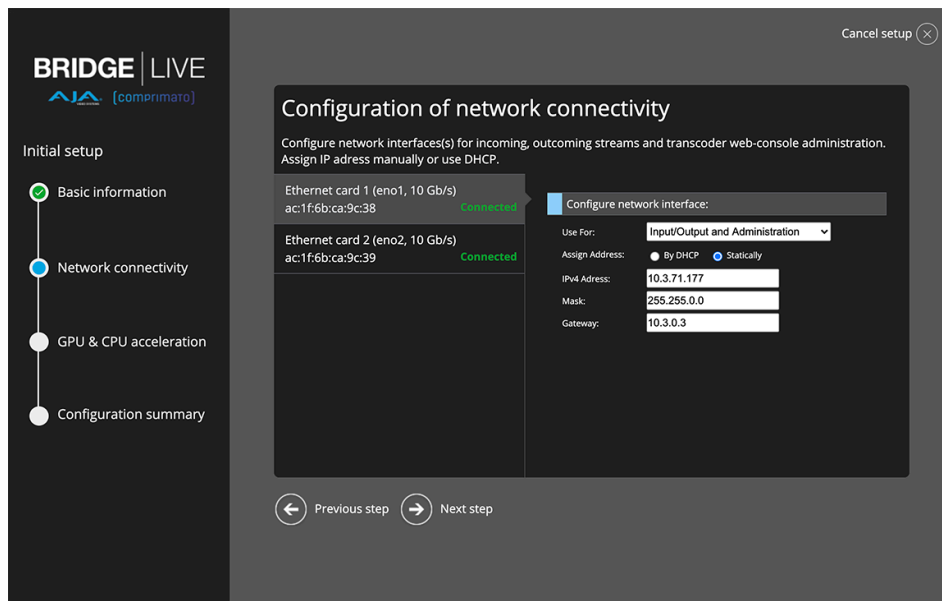 Cancel setup
BRIDGE LIVE
AJA [comprimato]
Initial setup
Basic information
Network connectivity
GPU & CPU acceleration
Configuration summary
Configuration of network connectivity
Configure network interfaces(s) for incoming, outcoming streams and transcoder web-console administration.
Assign IP adress manually or use DHCP.
Ethernet card 1 (eno1, 10 Gb/s)
ac:1f:6b:ca:9c:38 Connected
Ethernet card 2 (eno2, 10 Gb/s)
ac:1f:6b:ca:9c:39 Connected
Configure network interface:
Use For: Input/Output and Administration
Assign Address: By DHCP Statically
IPv4 Adress: 10.3.71.177
Mask: 255.255.0.0
Gateway: 10.3.0.3
Previous step Next step